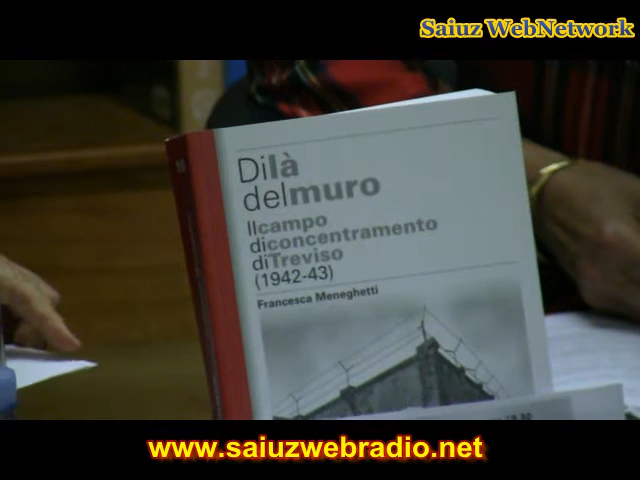 Saiuz WebNetwork
Di là
del muro
Il campo
di concentramento
di Treviso
(1942-43)
Francesca Meneghetti
www.saiuzwebradio.net